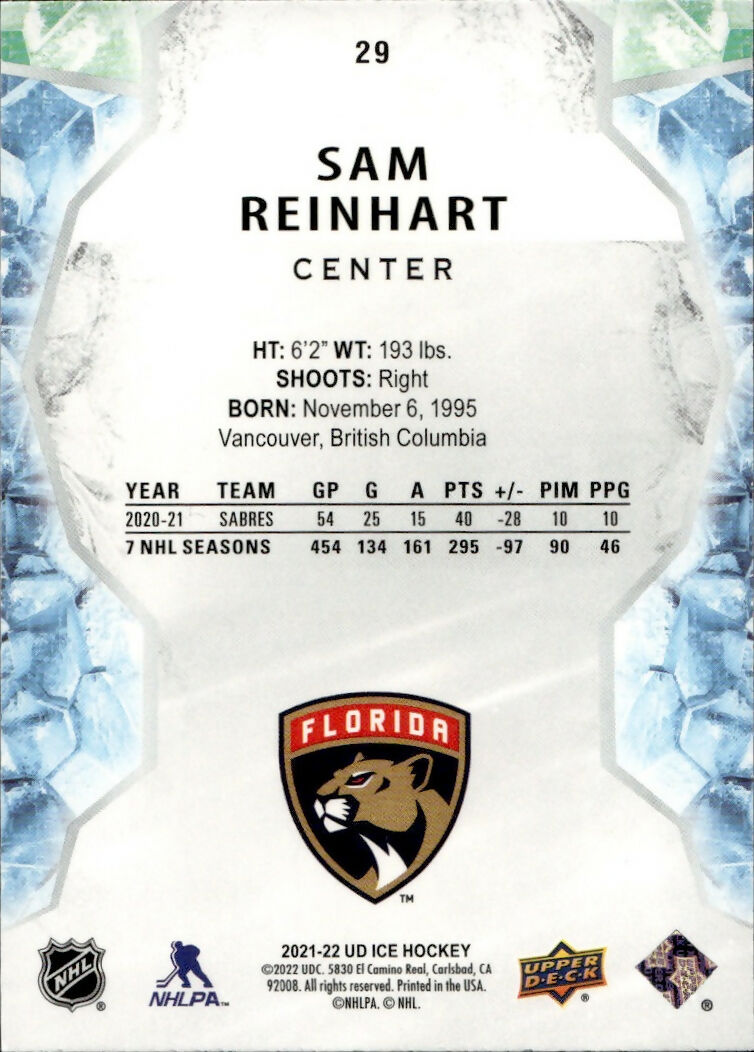 29
SAM
REINHART
CENTER
HT: 6'2" WT: 193 lbs.
SHOOTS: Right
BORN: November 6, 1995
Vancouver, British Columbia
YEAR TEAM GP G A PTS +/- PIM PPG
2020-21 SABRES 54 25 15 40 -28 10 10
7 NHL SEASONS 454 134 161 295 -97 90 46
FLORIDA
TM
NHL ®
NHLPA™
2021-22 UD ICE HOCKEY
©2022 UDC. 5830 El Camino Real, Carlsbad, CA
92008. All rights reserved. Printed in the USA.
©NHLPA. © NHL.
UPPER
DECK ®
®